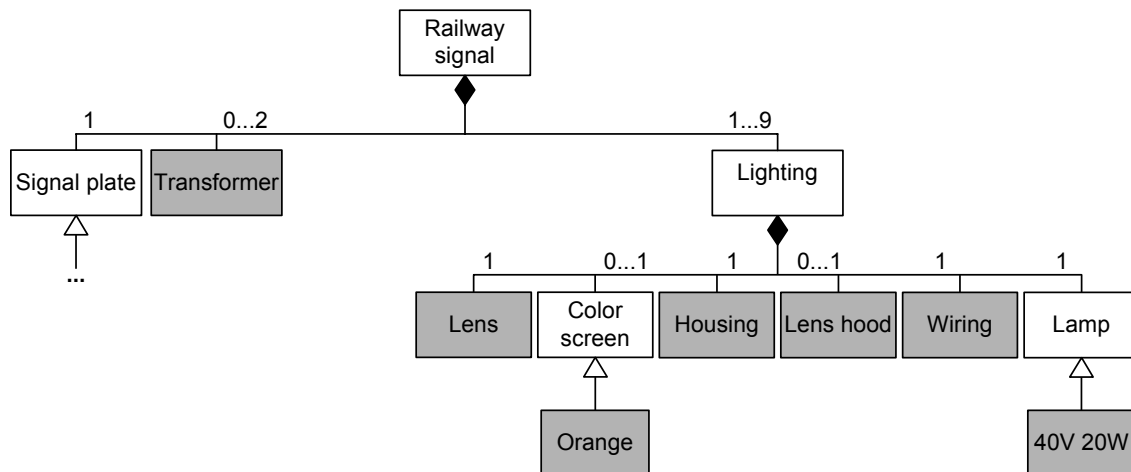 Railway
signal
1
0...2
1...9
Signal plate
Transformer
Lighting
...
1
0...1
1
0...1
1
1
Lens
Color
screen
Housing
Lens hood
Wiring
Lamp
Orange
40V 20W